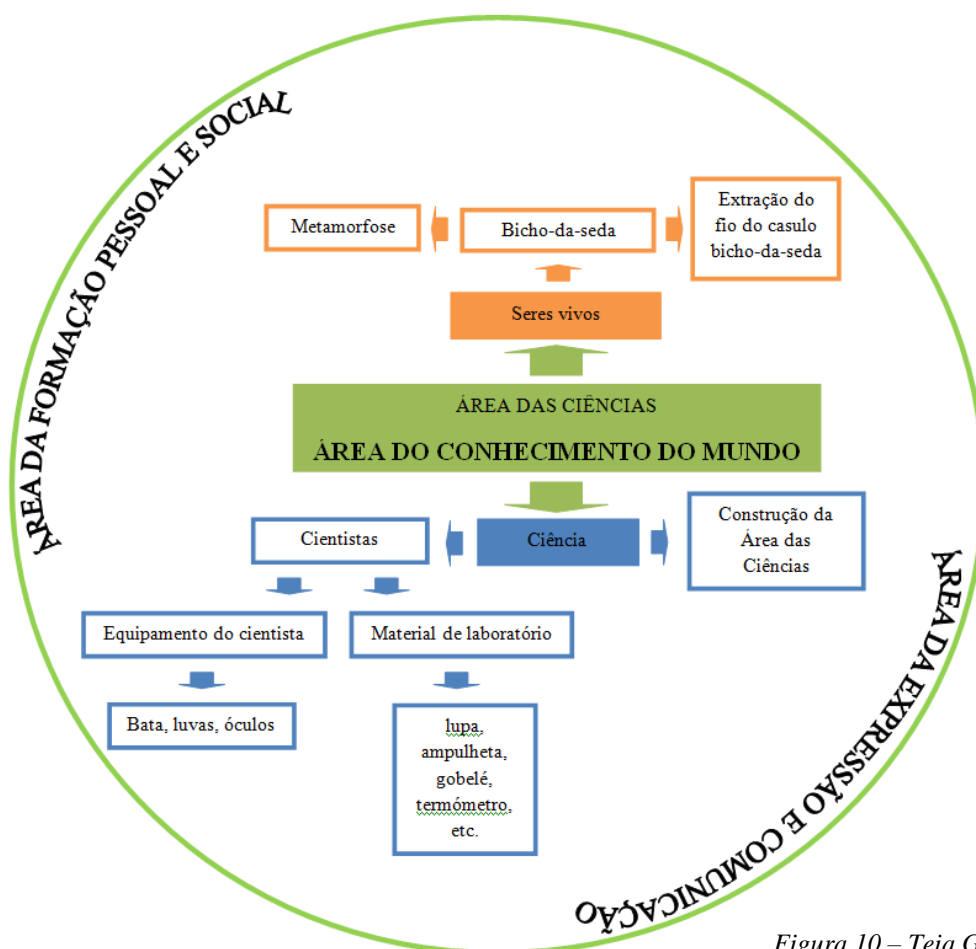 ÁREA DA FORMAÇÃO PESSOAL E SOCIAL
Metamorfose
Bicho-da-seda
Extração do
fio do casulo
bicho-da-seda
Seres vivos
ÁREA DAS CIÊNCIAS
ÁREA DO CONHECIMENTO DO MUNDO
Cientistas
Ciência
Construção da
Área das
Ciências
Equipamento do cientista
Material de laboratório
Bata, luvas, óculos
lupa,
ampulheta,
gobelé,
termómetro,
etc.
ÁREA DA EXPRESSÃO E COMUNICAÇÃO
Figura 10 – Teia